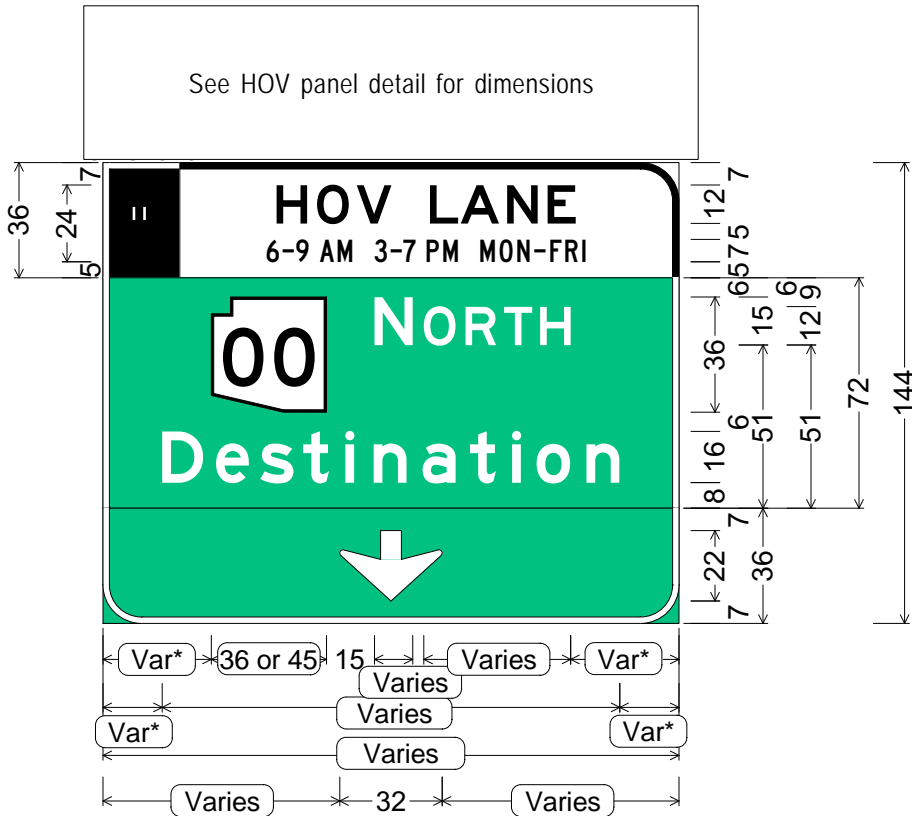 See HOV panel detail for dimensions
HOV LANE
6-9 AM 3-7 PM MON-FRI
00
NORTH
Destination
36
7
24
5
7
12
5
7
5
6
36
6
16
8
7
22
7
15
51
36
6
9
12
51
72
144
Var*
36 or 45
15
Varies
Var*
Varies
Var*
Varies
Var*
Varies
Varies
32
Varies